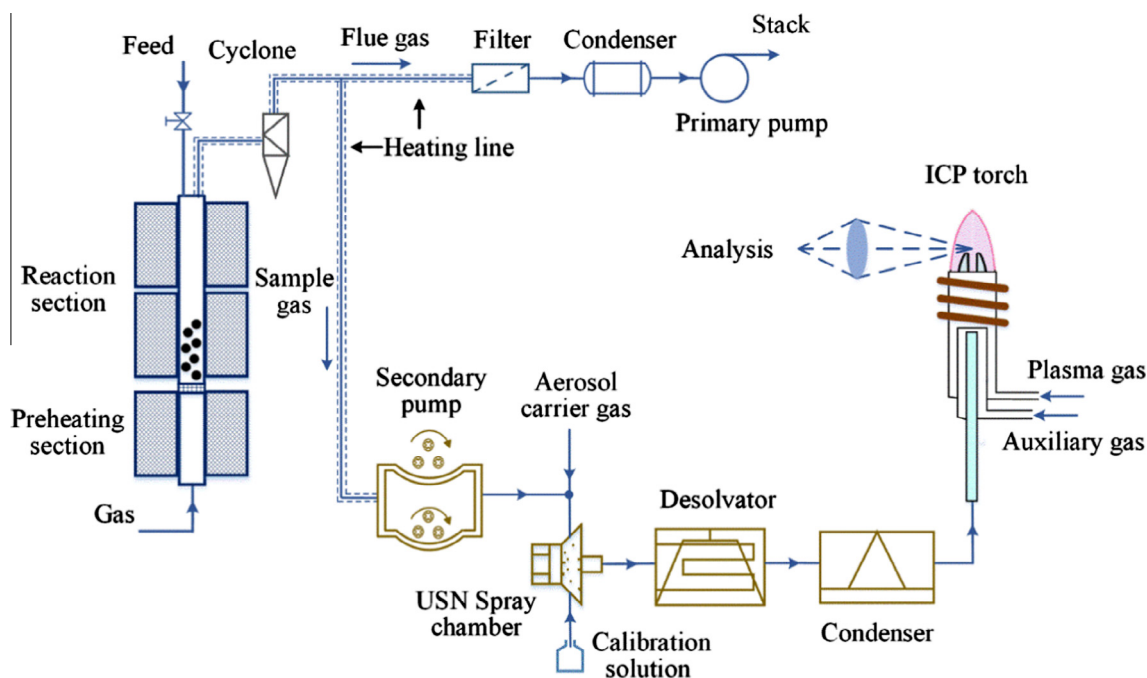 Feed
Cyclone
Flue gas
Filter
Condenser
Stack
Primary pump
Heating line
ICP torch
Analysis
Reaction
section
Sample
gas
Preheating
section
Secondary
pump
Aerosol
carrier gas
Plasma gas
Auxiliary gas
Gas
Desolvator
USN Spray
chamber
Condenser
Calibration
solution